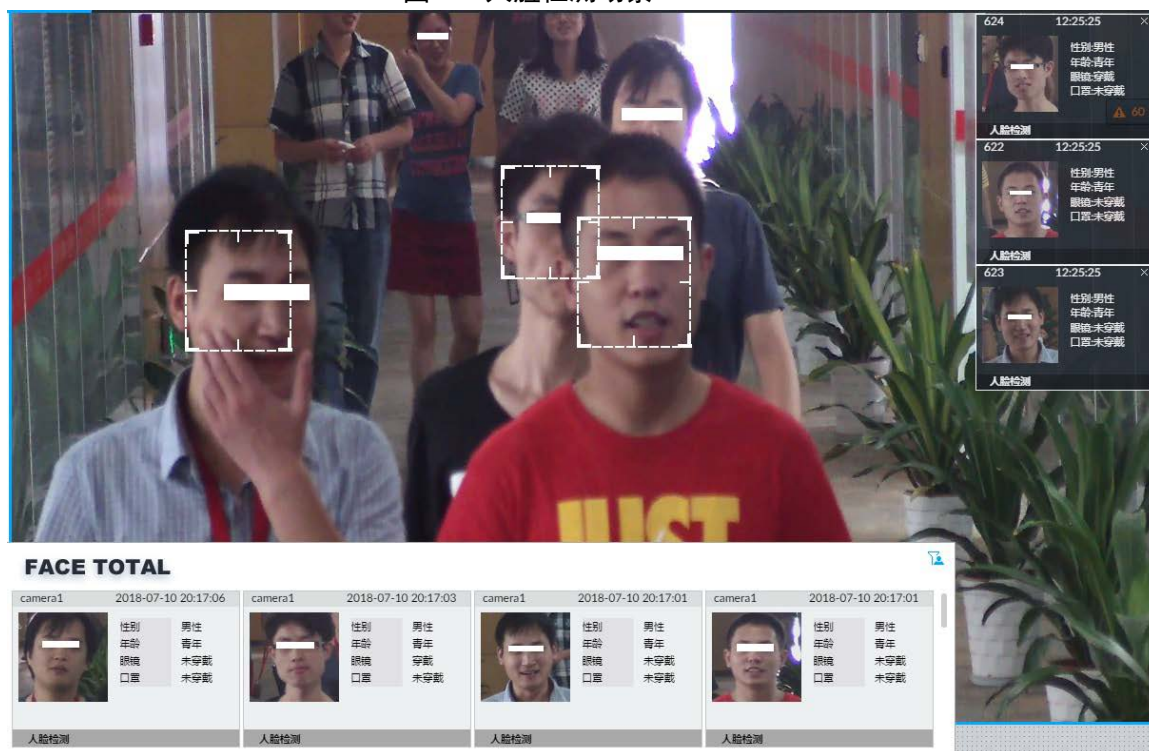 624 12:25:25
性别:男性
年龄:青年
眼镜:穿戴
口罩:未穿戴
60
人脸检测
622 12:25:25
性别:男性
年龄:青年
眼镜:未穿戴
口罩:未穿戴
人脸检测
623 12:25:25
性别:男性
年龄:青年
眼镜:未穿戴
口罩:未穿戴
人脸检测
JUST
FACE TOTAL
camera1 2018-07-10 20:17:06
性别 男性
年龄 青年
眼镜 未穿戴
口罩 未穿戴
人脸检测
camera1 2018-07-10 20:17:03
性别 男性
年龄 青年
眼镜 穿戴
口罩 未穿戴
人脸检测
camera1 2018-07-10 20:17:01
性别 男性
年龄 青年
眼镜 未穿戴
口罩 未穿戴
人脸检测
camera1 2018-07-10 20:17:01
性别 男性
年龄 青年
眼镜 未穿戴
口罩 未穿戴
人脸检测